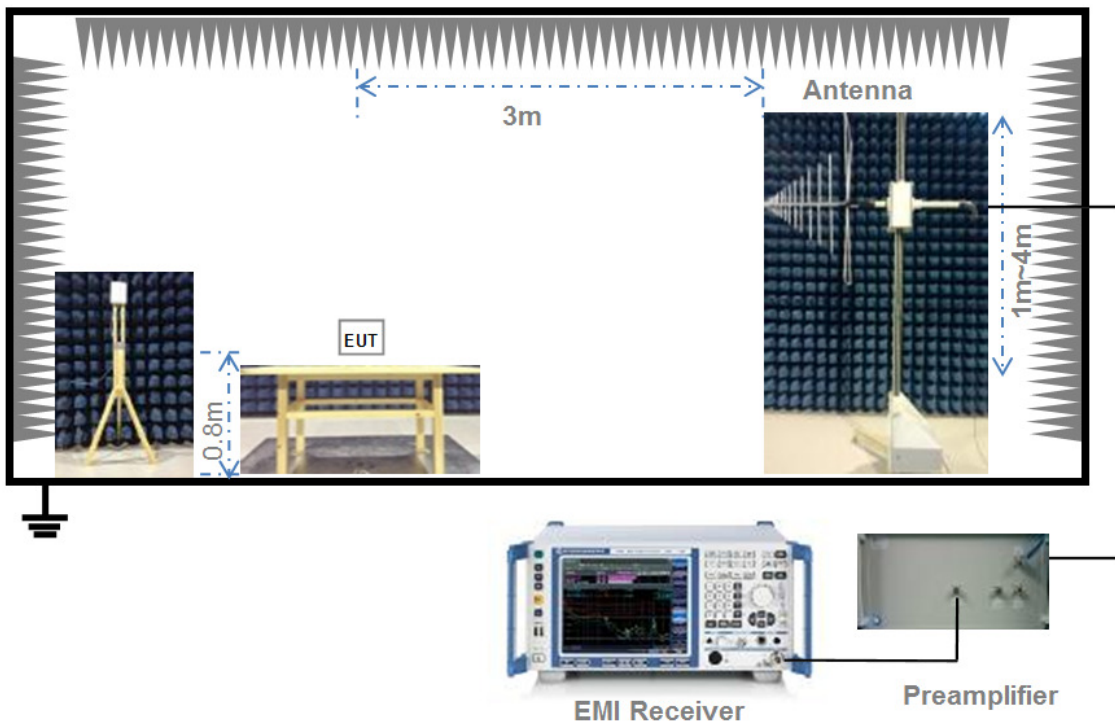 Antenna
3m
1m~4m
EUT
0.8m
EMI Receiver
Preamplifier